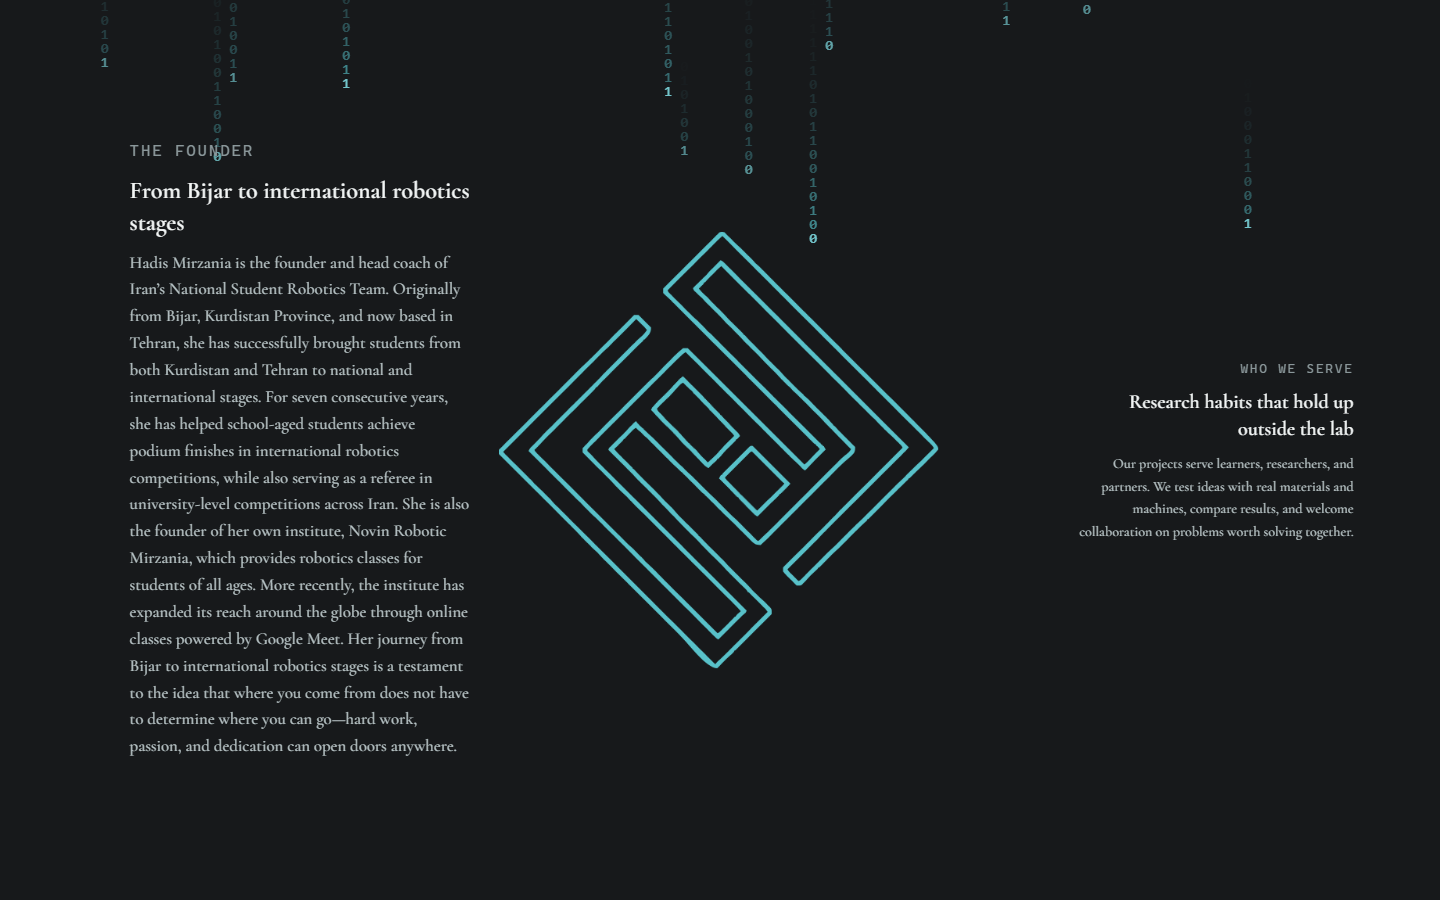 THE FOUNDER
From Bijar to international robotics
stages
Hadis Mirzania is the founder and head coach of
Iran’s National Student Robotics Team. Originally
from Bijar, Kurdistan Province, and now based in
Tehran, she has successfully brought students from
both Kurdistan and Tehran to national and
international stages. For seven consecutive years,
she has helped school-aged students achieve
podium finishes in international robotics
competitions, while also serving as a referee in
university-level competitions across Iran. She is also
the founder of her own institute, Novin Robotic
Mirzania, which provides robotics classes for
students of all ages. More recently, the institute has
expanded its reach around the globe through online
classes powered by Google Meet. Her journey from
Bijar to international robotics stages is a testament
to the idea that where you come from does not have
to determine where you can go—hard work,
passion, and dedication can open doors anywhere.
WHO WE SERVE
Research habits that hold up
outside the lab
Our projects serve learners, researchers, and
partners. We test ideas with real materials and
machines, compare results, and welcome
collaboration on problems worth solving together.